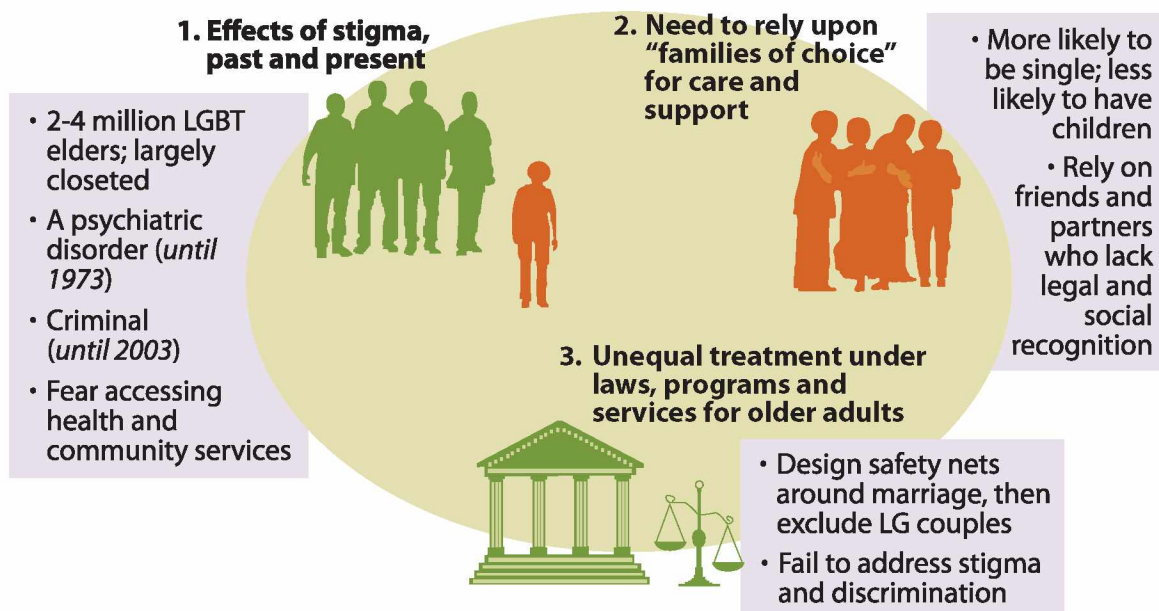 1. Effects of stigma,
past and present
• 2-4 million LGBT
elders; largely
closeted
• A psychiatric
disorder (until
1973)
• Criminal
(until 2003)
• Fear accessing
health and
community services
2. Need to rely upon
“families of choice”
for care and
support
• More likely to
be single; less
likely to have
children
• Rely on
friends and
partners
who lack
legal and
social
recognition
3. Unequal treatment under
laws, programs and
services for older adults
• Design safety nets
around marriage, then
exclude LG couples
• Fail to address stigma
and discrimination